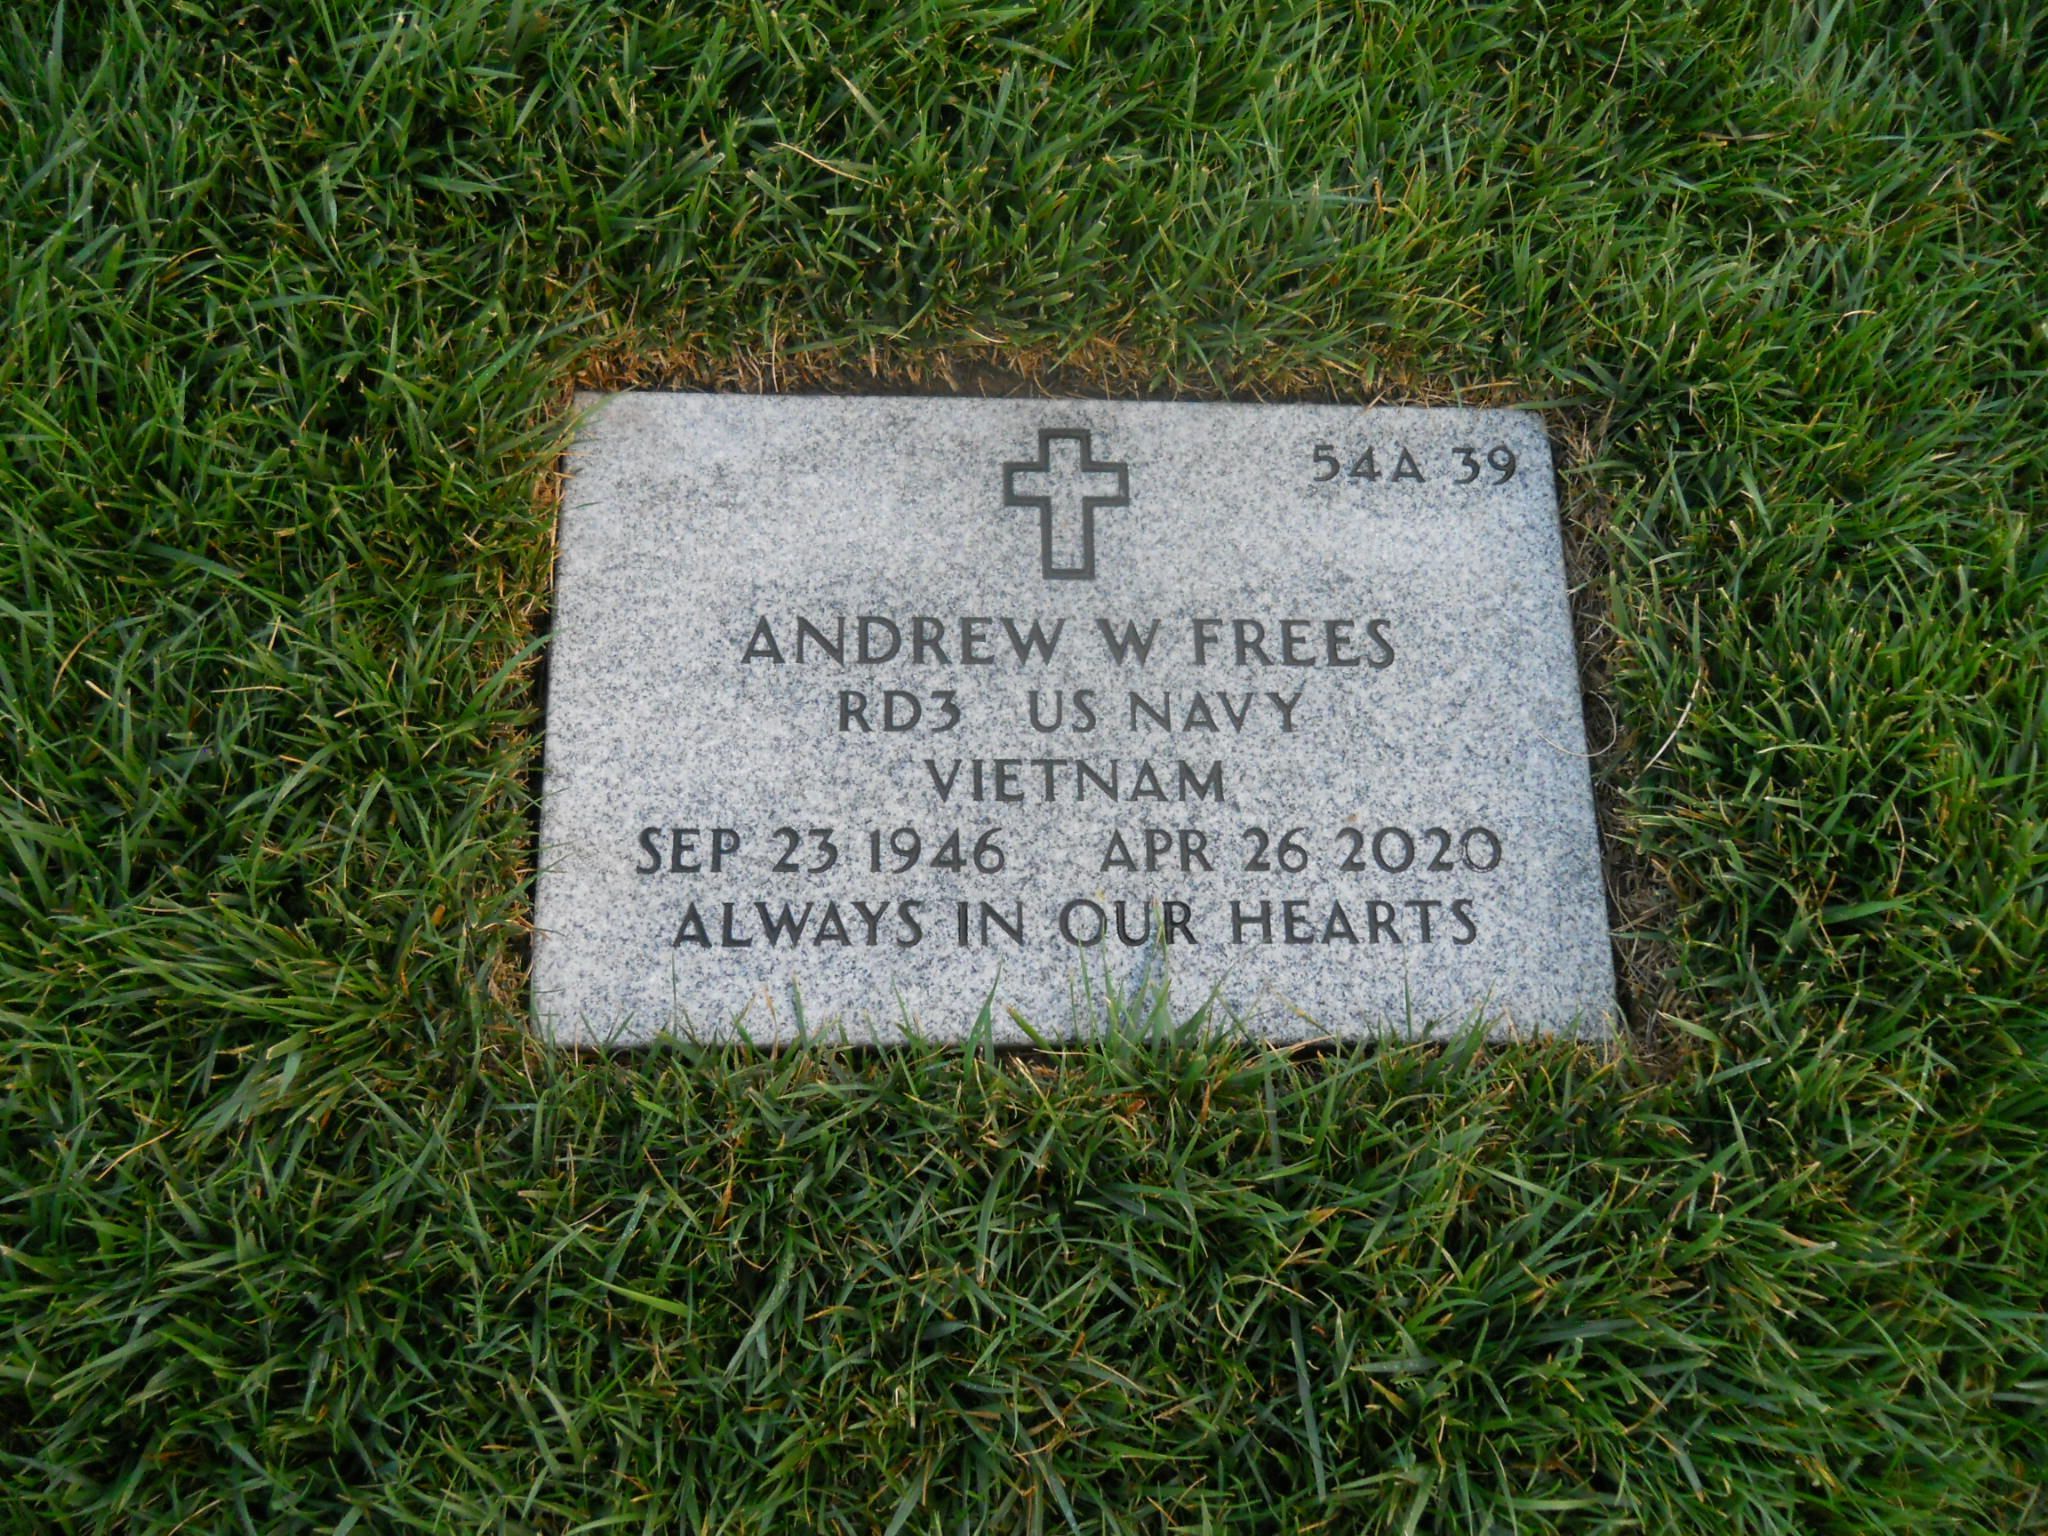 54A 39
ANDREW W FREES
RD3 US NAVY
VIETNAM
SEP 23 1946 APR 26 2020
ALWAYS IN OUR HEARTS